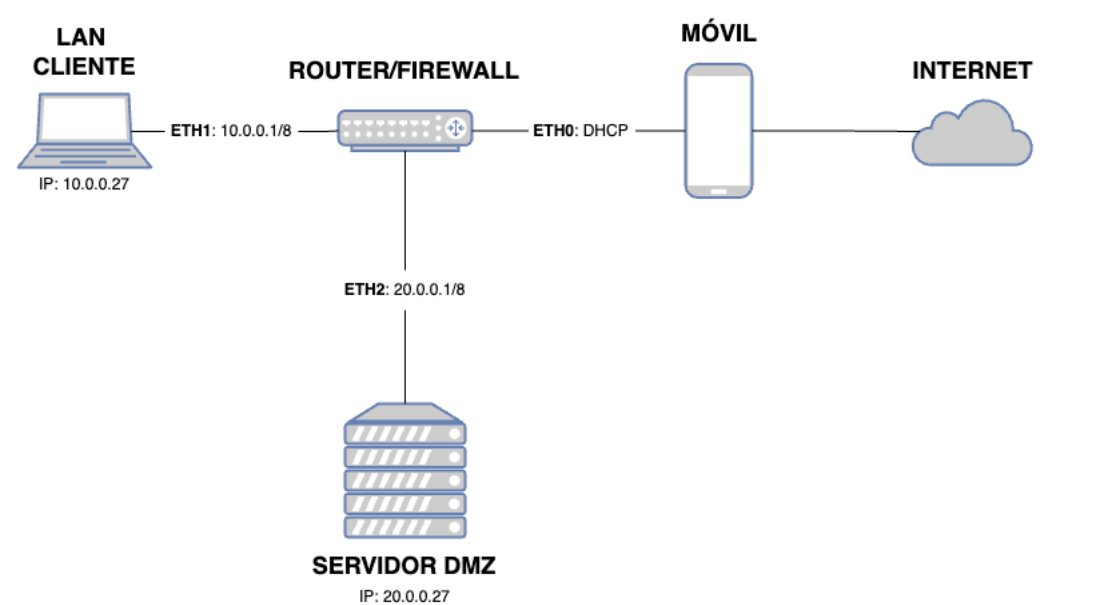 LAN
CLIENTE
IP: 10.0.0.27
ETH1: 10.0.0.1/8
ROUTER/FIREWALL
ETH0: DHCP
MÓVIL
INTERNET
ETH2: 20.0.0.1/8
SERVIDOR DMZ
IP: 20.0.0.27